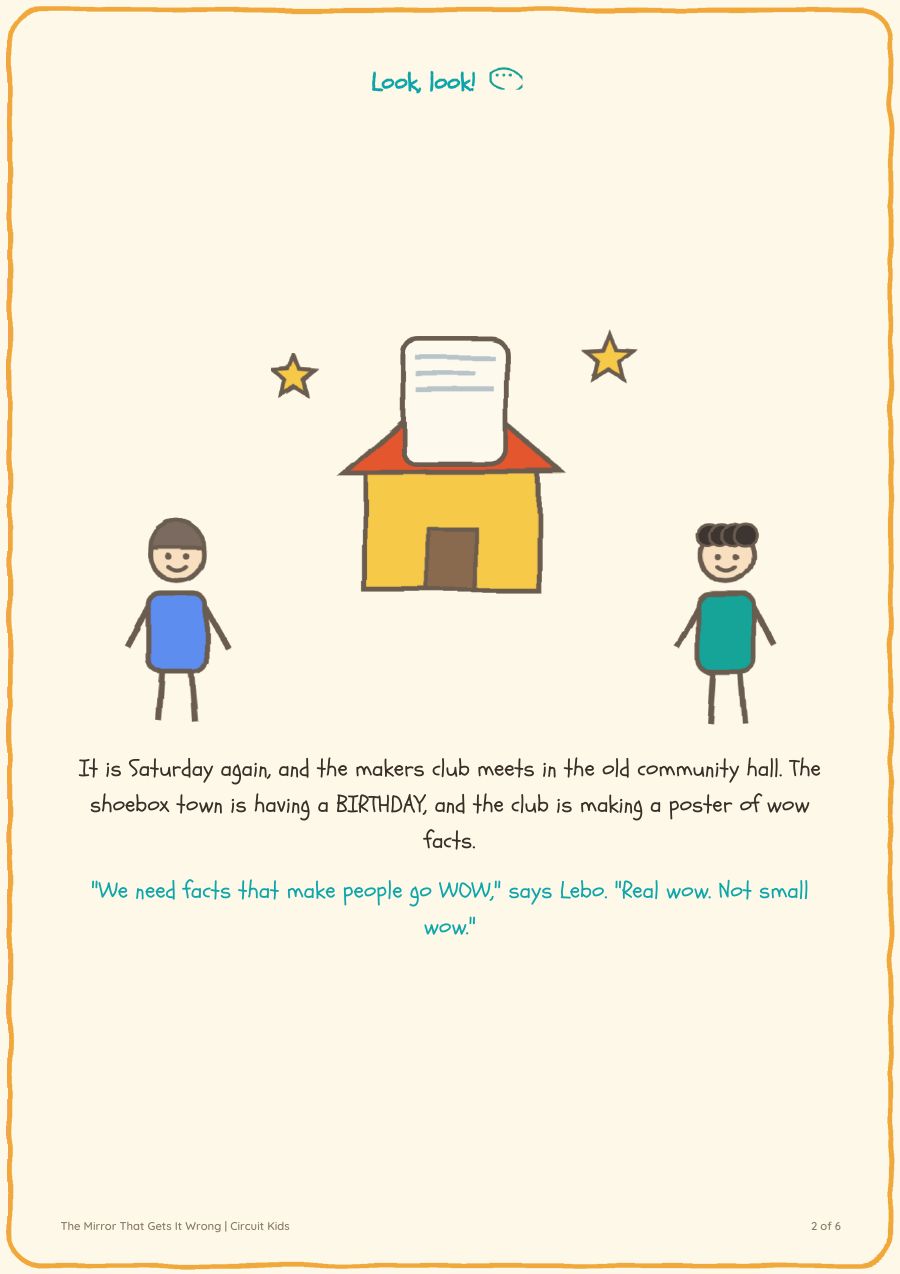 Look, look!
It is Saturday again, and the makers club meets in the old community hall. The
shoebox town is having a BIRTHDAY, and the club is making a poster of wow
facts.
"We need facts that make people go WOW," says Lebo. "Real wow. Not small
wow."
The Mirror That Gets It Wrong | Circuit Kids
2 of 6